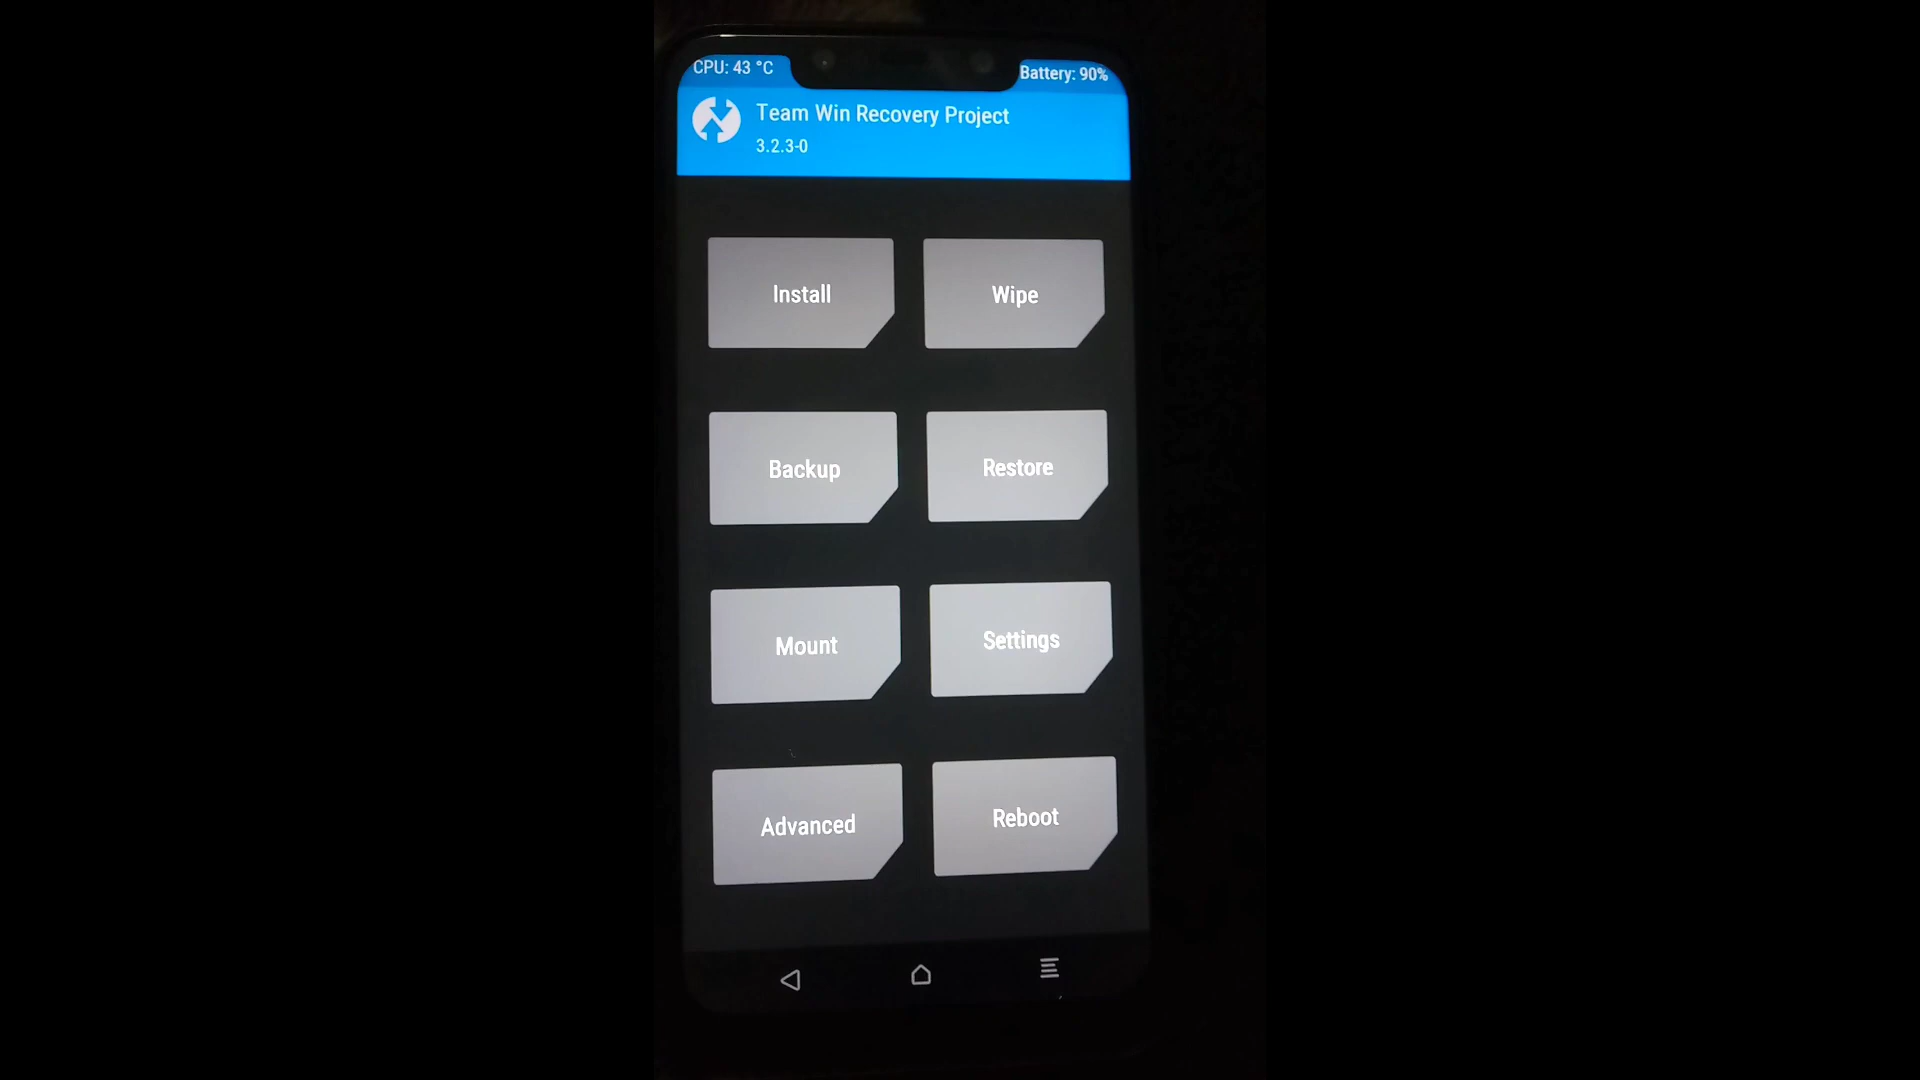 CPU: 43 °C
Battery: 90%
Team Win Recovery Project
3.2.3-0
Install
Wipe
Backup
Restore
Mount
Settings
Advanced
Reboot